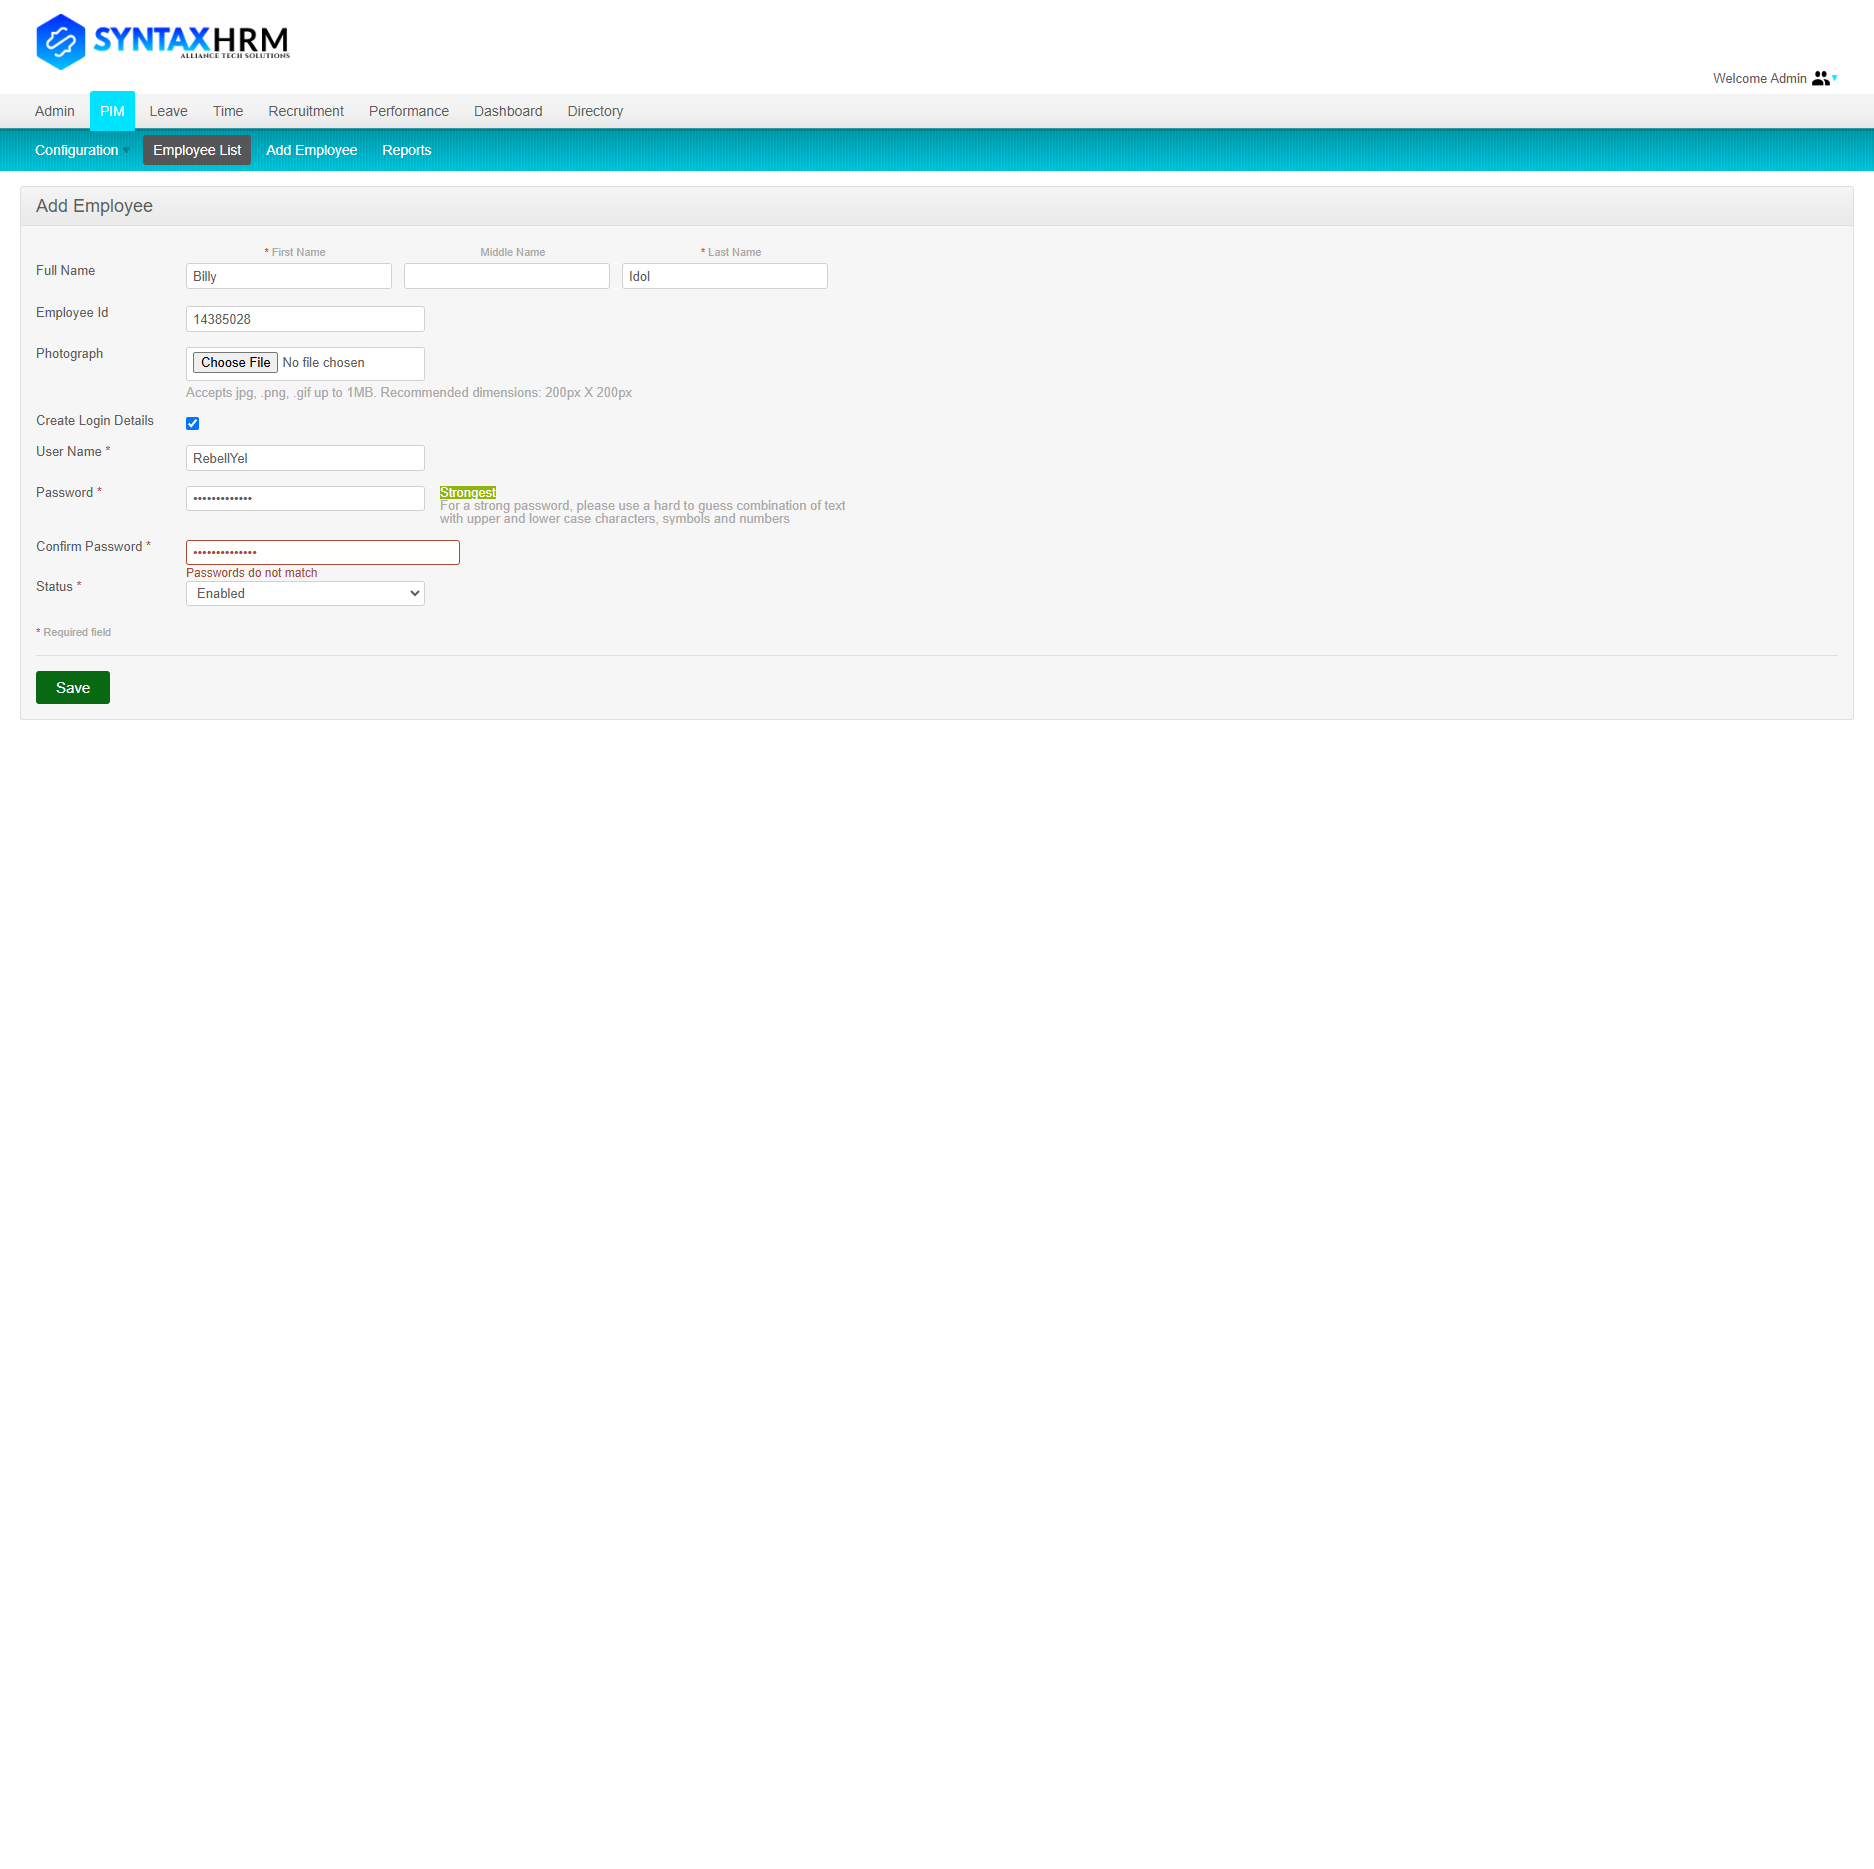 SYNTAXHRM
ALLIANCE TECH SOLUTIONS
Welcome Admin
Admin PIM Leave Time Recruitment Performance Dashboard Directory
Configuration Employee List Add Employee Reports
Add Employee
* First Name Middle Name * Last Name
Full Name Billy Idol
Employee Id 14385028
Photograph Choose File No file chosen
Accepts jpg, .png, .gif up to 1MB. Recommended dimensions: 200px X 200px
Create Login Details
User Name * RebellYel
Password * ••••••••••••• Strongest
For a strong password, please use a hard to guess combination of text
with upper and lower case characters, symbols and numbers
Confirm Password * ••••••••••••••
Passwords do not match
Status * Enabled
* Required field
Save